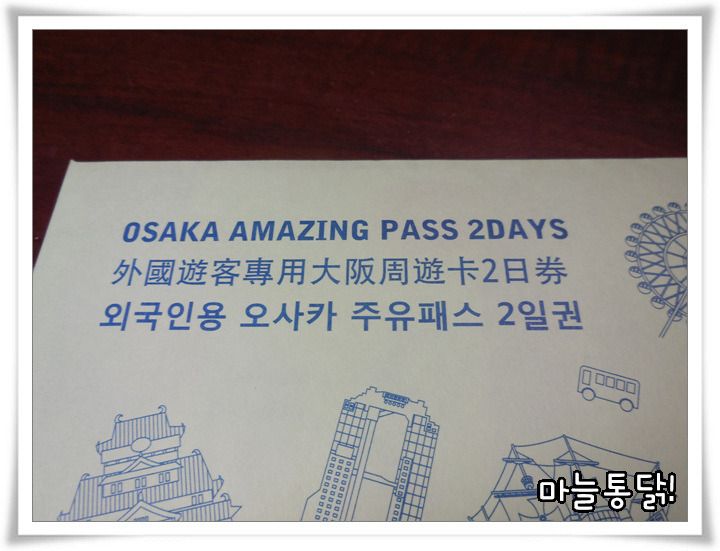 OSAKA AMAZING PASS 2DAYS
外國遊客專用大阪周遊卡2日券
외국인용 오사카 주유패스 2일권
마늘통닭!